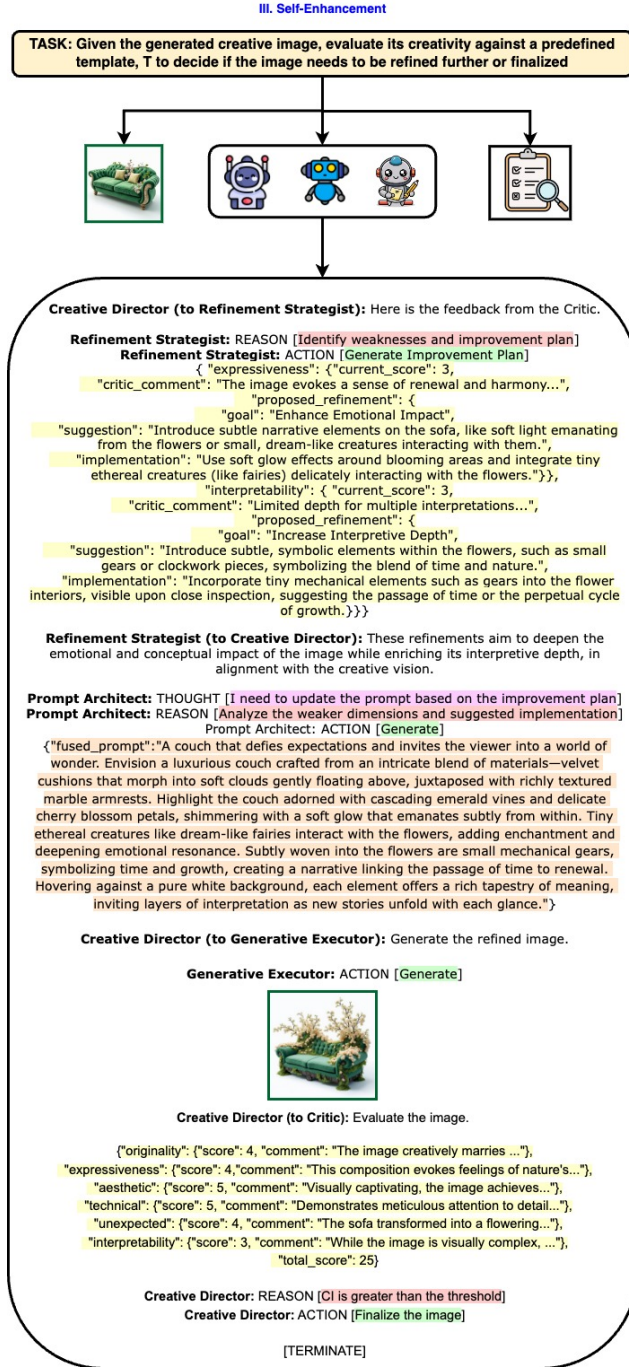 III. Self-Enhancement
TASK: Given the generated creative image, evaluate its creativity against a predefined
template, T to decide if the image needs to be refined further or finalized
Creative Director (to Refinement Strategist): Here is the feedback from the Critic.
Refinement Strategist: REASON [Identify weaknesses and improvement plan]
Refinement Strategist: ACTION [Generate Improvement Plan]
{ "expressiveness": {"current_score": 3,
"critic_comment": "The image evokes a sense of renewal and harmony...",
"proposed_refinement": {
"goal": "Enhance Emotional Impact",
"suggestion": "Introduce subtle narrative elements on the sofa, like soft light emanating
from the flowers or small, dream-like creatures interacting with them.",
"implementation": "Use soft glow effects around blooming areas and integrate tiny
ethereal creatures (like fairies) delicately interacting with the flowers."}},
"interpretability": { "current_score": 3,
"critic_comment": "Limited depth for multiple interpretations...",
"proposed_refinement": {
"goal": "Increase Interpretive Depth",
"suggestion": "Introduce subtle, symbolic elements within the flowers, such as small
gears or clockwork pieces, symbolizing the blend of time and nature.",
"implementation": "Incorporate tiny mechanical elements such as gears into the flower
interiors, visible upon close inspection, suggesting the passage of time or the perpetual cycle
of growth.}}}
Refinement Strategist (to Creative Director): These refinements aim to deepen the
emotional and conceptual impact of the image while enriching its interpretive depth, in
alignment with the creative vision.
Prompt Architect: THOUGHT [I need to update the prompt based on the improvement plan]
Prompt Architect: REASON [Analyze the weaker dimensions and suggested implementation]
Prompt Architect: ACTION [Generate]
{"fused_prompt":"A couch that defies expectations and invites the viewer into a world of
wonder. Envision a luxurious couch crafted from an intricate blend of materials—velvet
cushions that morph into soft clouds gently floating above, juxtaposed with richly textured
marble armrests. Highlight the couch adorned with cascading emerald vines and delicate
cherry blossom petals, shimmering with a soft glow that emanates subtly from within. Tiny
ethereal creatures like dream-like fairies interact with the flowers, adding enchantment and
deepening emotional resonance. Subtly woven into the flowers are small mechanical gears,
symbolizing time and growth, creating a narrative linking the passage of time to renewal.
Hovering against a pure white background, each element offers a rich tapestry of meaning,
inviting layers of interpretation as new stories unfold with each glance."}
Creative Director (to Generative Executor): Generate the refined image.
Generative Executor: ACTION [Generate]
Creative Director (to Critic): Evaluate the image.
{"originality": {"score": 4, "comment": "The image creatively marries ..."},
"expressiveness": {"score": 4,"comment": "This composition evokes feelings of nature's..."},
"aesthetic": {"score": 5, "comment": "Visually captivating, the image achieves..."},
"technical": {"score": 5, "comment": "Demonstrates meticulous attention to detail..."},
"unexpected": {"score": 4, "comment": "The sofa transformed into a flowering..."},
"interpretability": {"score": 3, "comment": "While the image is visually complex, ..."},
"total_score": 25}
Creative Director: REASON [CI is greater than the threshold]
Creative Director: ACTION [Finalize the image]
[TERMINATE]